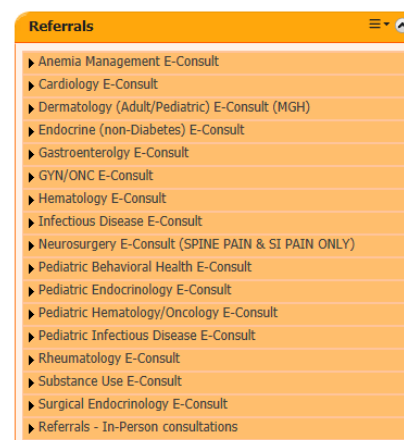 Referrals
Anemia Management E-Consult
Cardiology E-Consult
Dermatology (Adult/Pediatric) E-Consult (MGH)
Endocrine (non-Diabetes) E-Consult
Gastroenterolgy E-Consult
GYN/ONC E-Consult
Hematology E-Consult
Infectious Disease E-Consult
Neurosurgery E-Consult (SPINE PAIN & SI PAIN ONLY)
Pediatric Behavioral Health E-Consult
Pediatric Endocrinology E-Consult
Pediatric Hematology/Oncology E-Consult
Pediatric Infectious Disease E-Consult
Rheumatology E-Consult
Substance Use E-Consult
Surgical Endocrinology E-Consult
Referrals - In-Person consultations